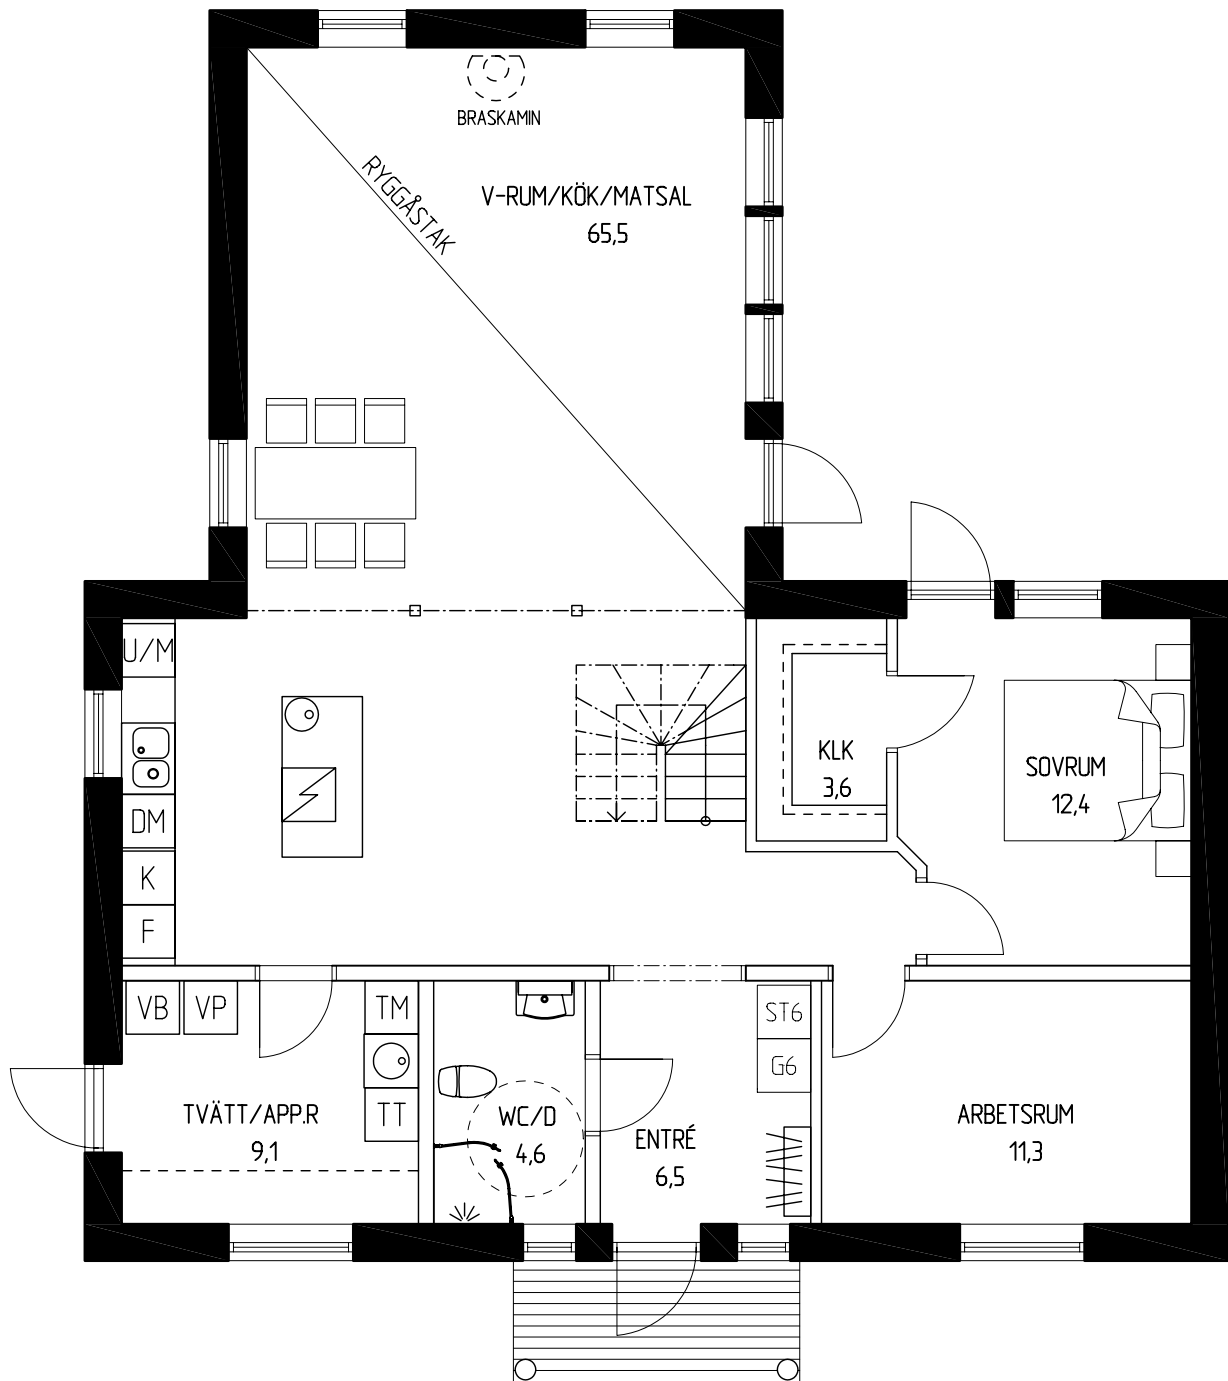 BRASKAMIN
RYGGÅSTAK
V-RUM/KÖK/MATSAL
65,5
U/M
DM
K
F
KLK
3,6
SOVRUM
12,4
VB
VP
TM
TT
TVÄTT/APP.R
9,1
WC/D
4,6
ENTRÉ
6,5
ST6
G6
ARBETSRUM
11,3